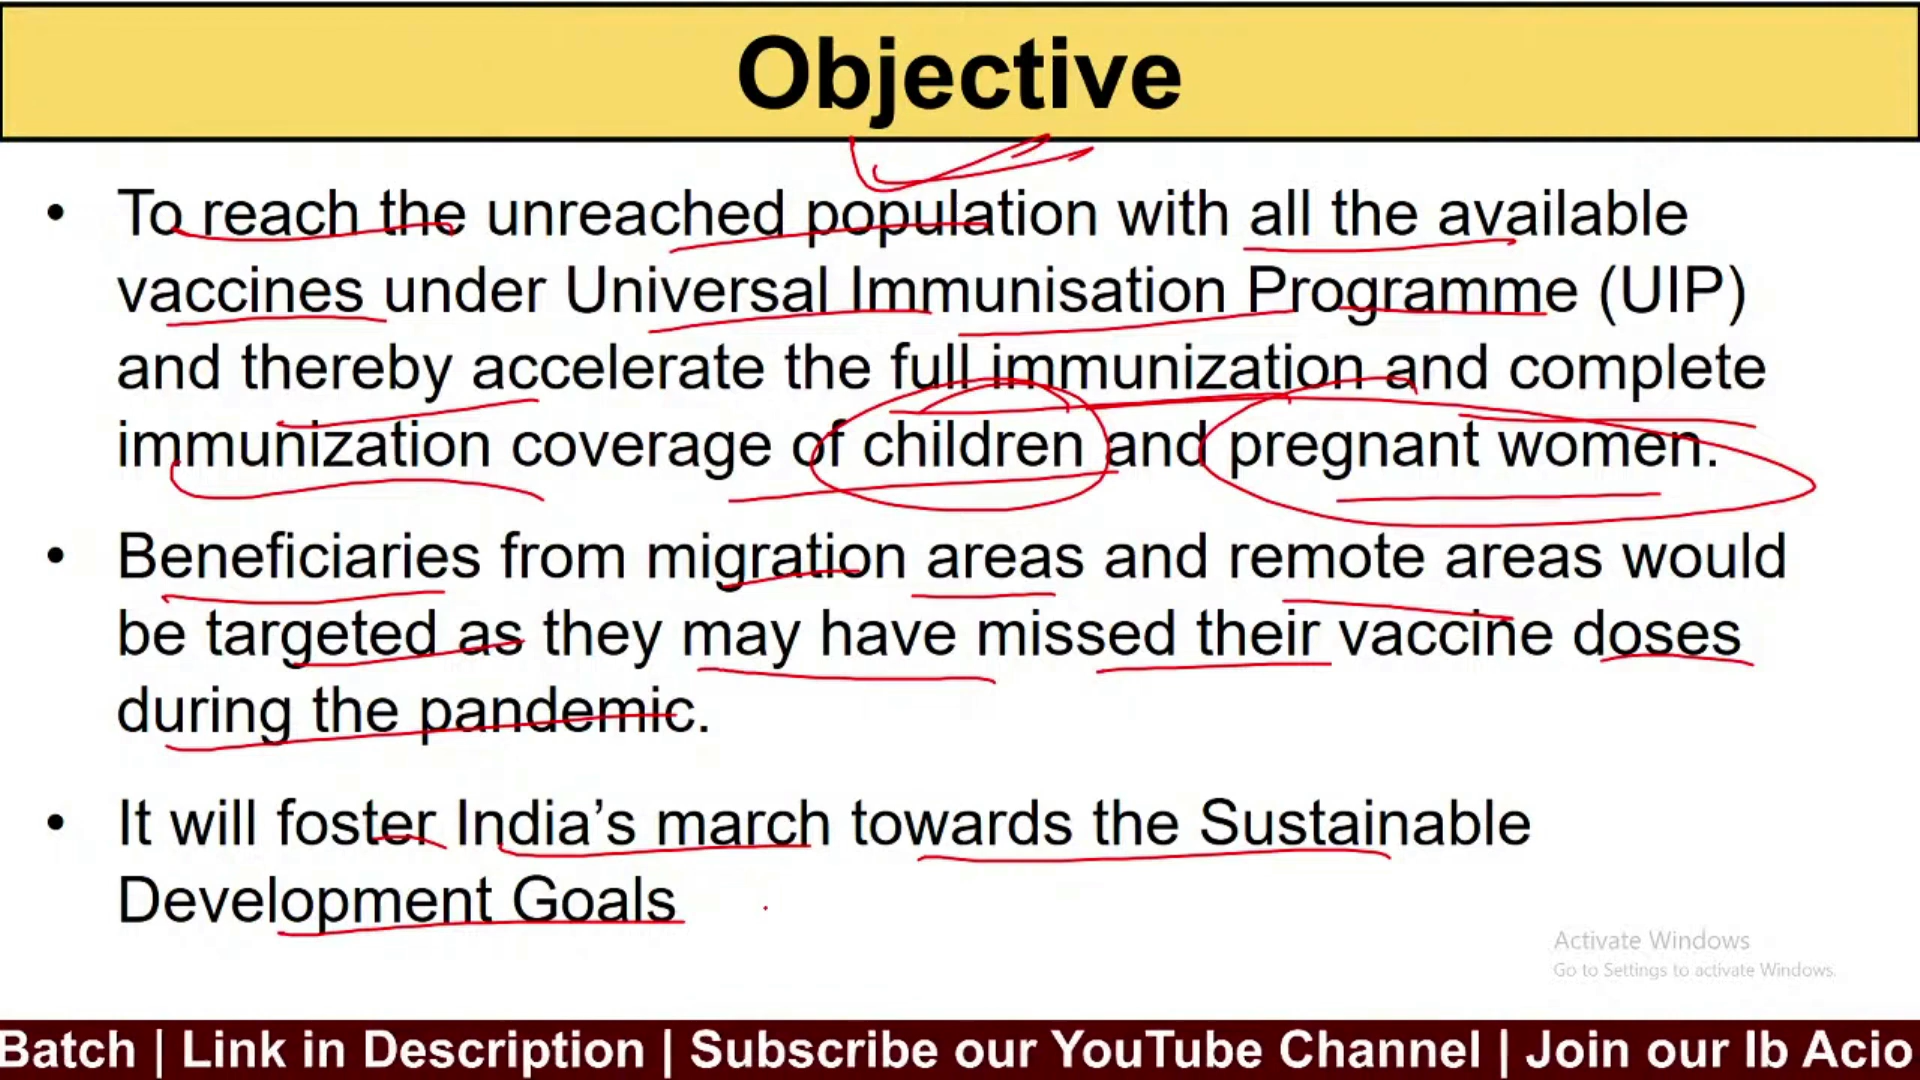 Objective
• To reach the unreached population with all the available
vaccines under Universal Immunisation Programme (UIP)
and thereby accelerate the full immunization and complete
immunization coverage of children and pregnant women.
• Beneficiaries from migration areas and remote areas would
be targeted as they may have missed their vaccine doses
during the pandemic.
• It will foster India’s march towards the Sustainable
Development Goals
Activate Windows
Go to Settings to activate Windows.
Batch | Link in Description | Subscribe our YouTube Channel | Join our Ib Acio